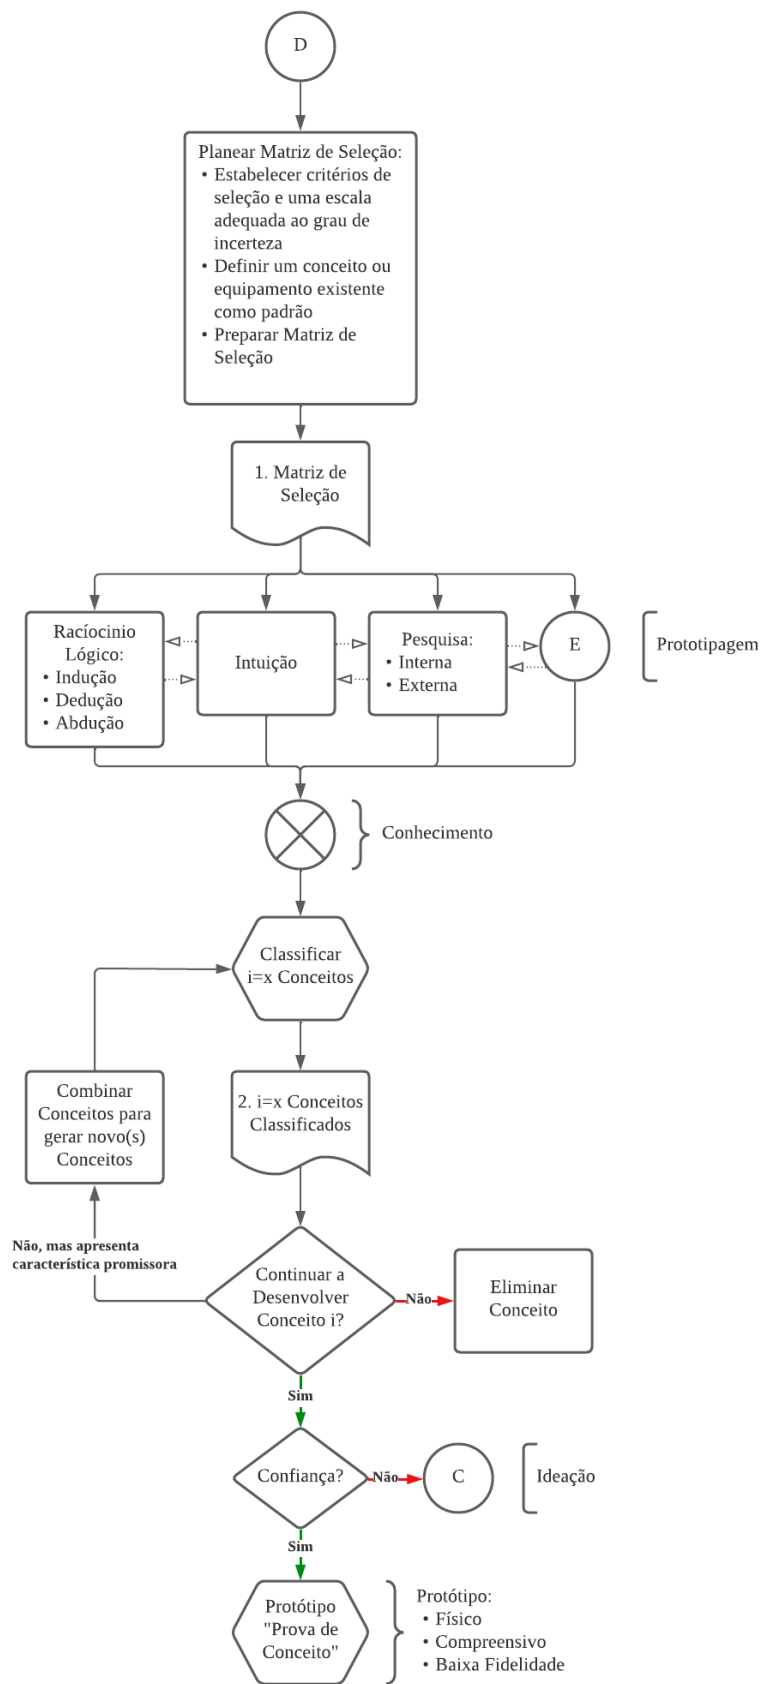 D
Planear Matriz de Seleção:
• Estabelecer critérios de
seleção e uma escala
adequada ao grau de
incerteza
• Definir um conceito ou
equipamento existente
como padrão
• Preparar Matriz de
Seleção
1. Matriz de
Seleção
Racíocinio
Lógico:
• Indução
• Dedução
• Abdução
Intuição
Pesquisa:
• Interna
• Externa
E
Prototipagem
Conhecimento
Classificar
i=x Conceitos
Combinar
Conceitos para
gerar novo(s)
Conceitos
2. i=x Conceitos
Classificados
Não, mas apresenta
característica promissora
Continuar a
Desenvolver
Conceito i?
Não
Eliminar
Conceito
Sim
Confiança?
Não
C
Ideação
Sim
Protótipo
"Prova de
Conceito"
Protótipo:
• Físico
• Compreensivo
• Baixa Fidelidade